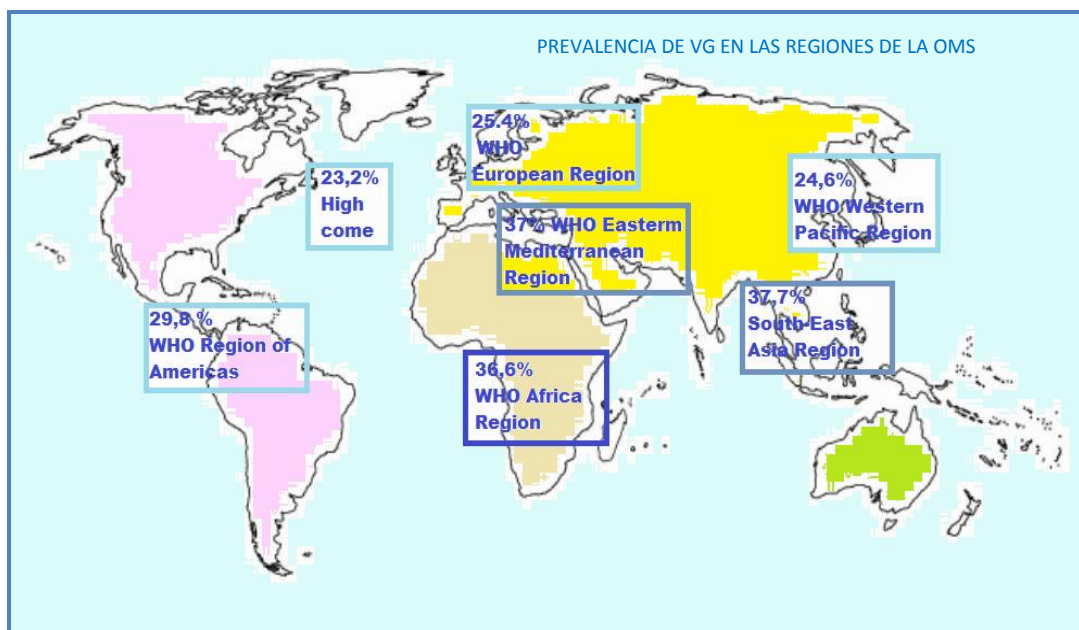 PREVALENCIA DE VG EN LAS REGIONES DE LA OMS
25.4%
WHO
European Region
23,2%
High
come
24,6%
WHO Western
Pacific Region
37% WHO Easterm
Mediterranean
Region
37,7%
South-East
Asia Region
29,8 %
WHO Region of
Americas
36,6%
WHO Africa
Region